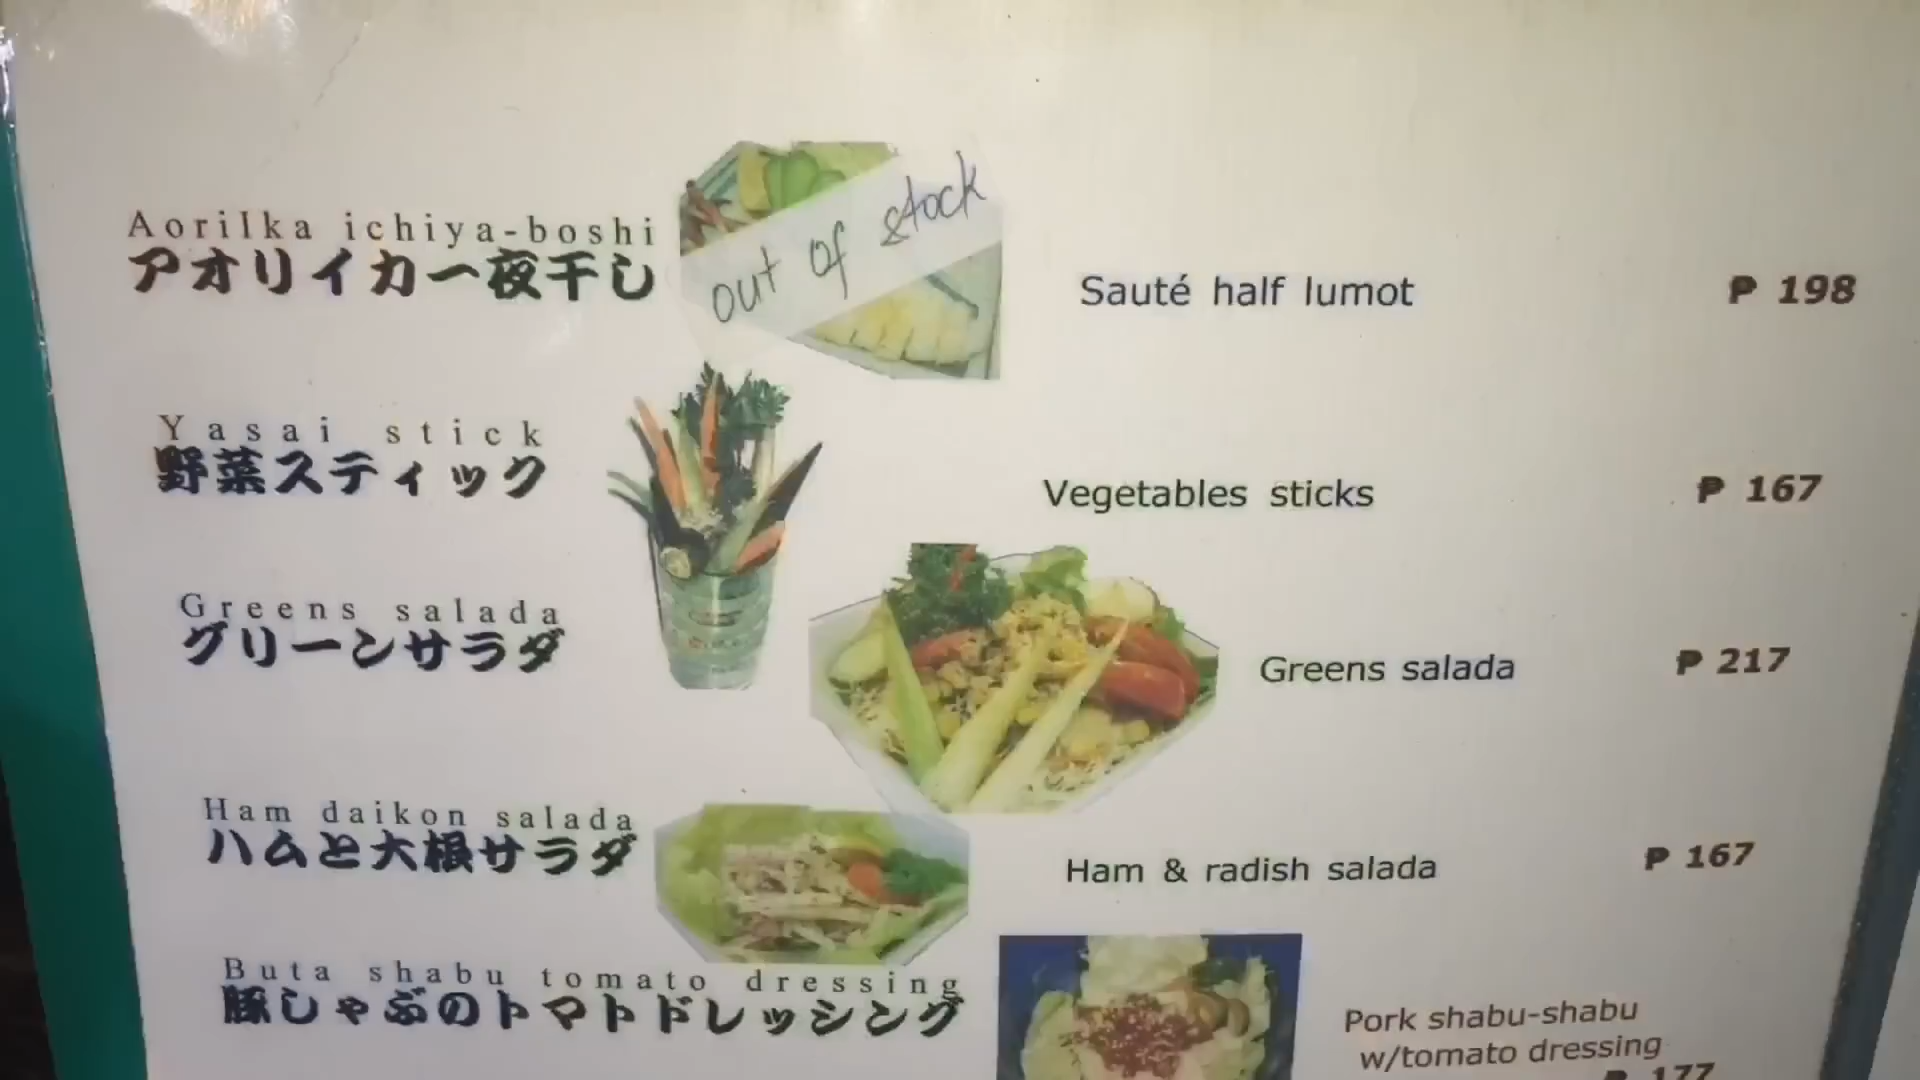 Aorilka ichiya-boshi
アオリイカ一夜干し
out of stock
Sauté half lumot
₱ 198
Yasai stick
野菜スティック
Vegetables sticks
₱ 167
Greens salada
グリーンサラダ
Greens salada
₱ 217
Ham daikon salada
ハムと大根サラダ
Ham & radish salada
₱ 167
Buta shabu tomato dressing
豚しゃぶのトマトドレッシング
Pork shabu-shabu
w/tomato dressing
₱ 177